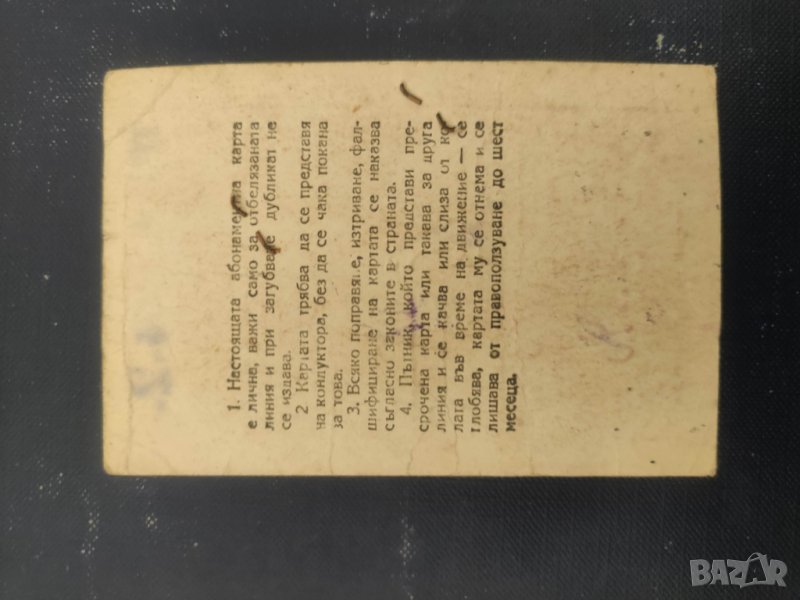 1. Настоящата абонаментна карта
е лична, важи само за отбелязаната
линия и при загубване дубликат не
се издава.
2 Картата трябва да се представя
на кондуктора, без да се чака покана
за това.
3. Всяко поправяне, изтриване, фал-
шифициране на картата се наказва
съгласно законите в страната.
4. Пътник, който представи пре-
срочена карта или такава за друга
линия и се качва или слиза от ко-
лата във време на движение — се
глобява, картата му се отнема и се
лишава от правоползуване до шест
месеца.
BAZAR